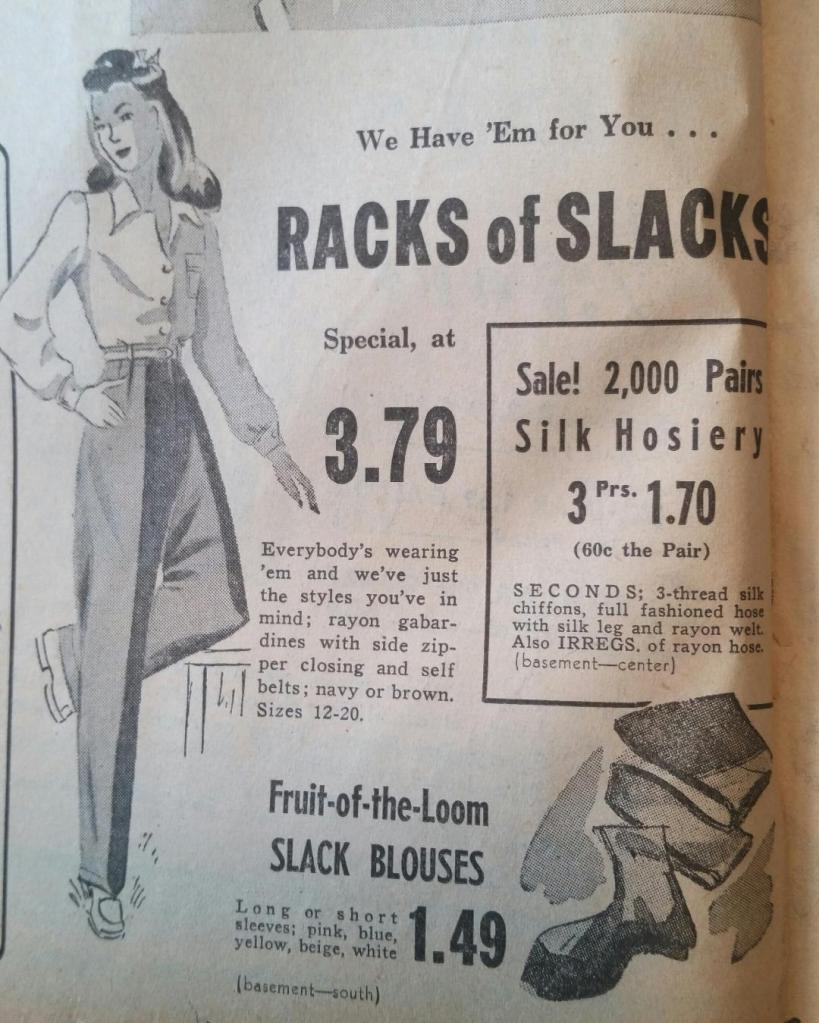 We Have 'Em for You . . .
RACKS of SLACKS
Special, at
3.79
Everybody's wearing
'em and we've just
the styles you've in
mind; rayon gabar-
dines with side zip-
per closing and self
belts; navy or brown.
Sizes 12-20.
Sale! 2,000 Pairs
Silk Hosiery
3 Prs. 1.70
(60c the Pair)
SECONDS; 3-thread silk
chiffons, full fashioned hose
with silk leg and rayon welt.
Also IRREGS. of rayon hose.
(basement—center)
Fruit-of-the-Loom
SLACK BLOUSES
Long or short
sleeves; pink, blue,
yellow, beige, white
1.49
(basement—south)